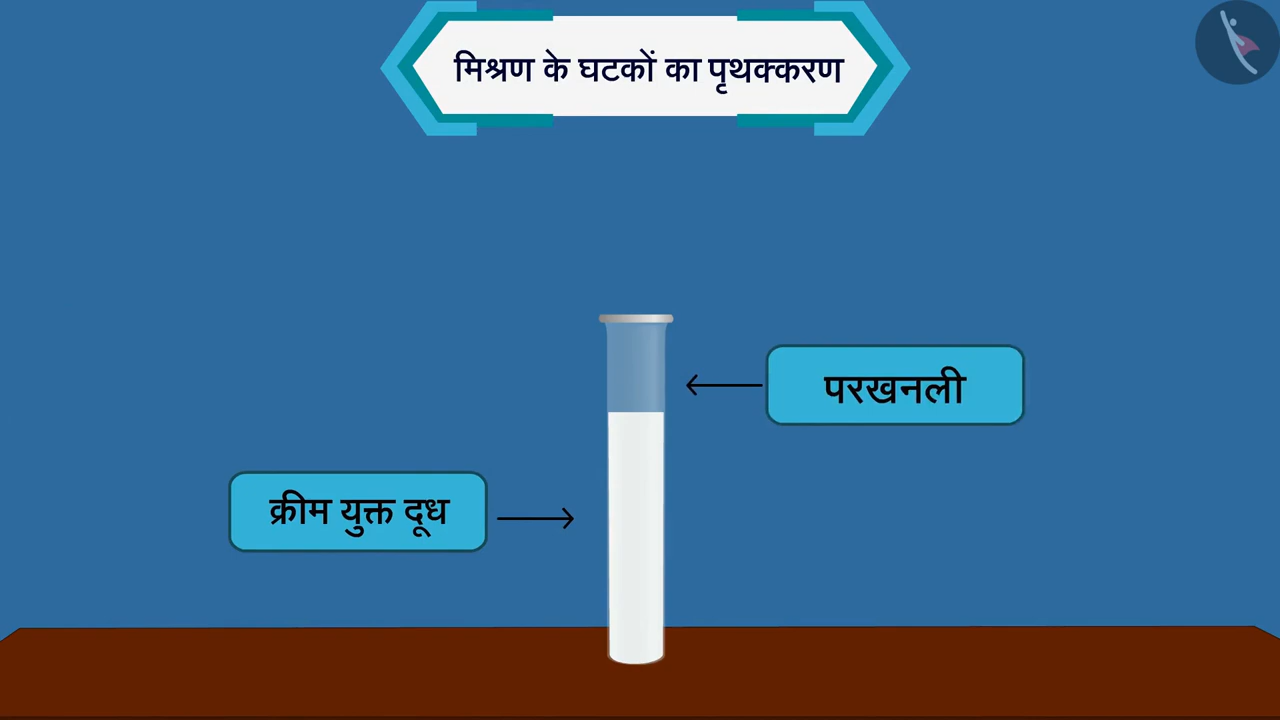 मिश्रण के घटकों का पृथक्करण
परखनली
क्रीम युक्त दूध